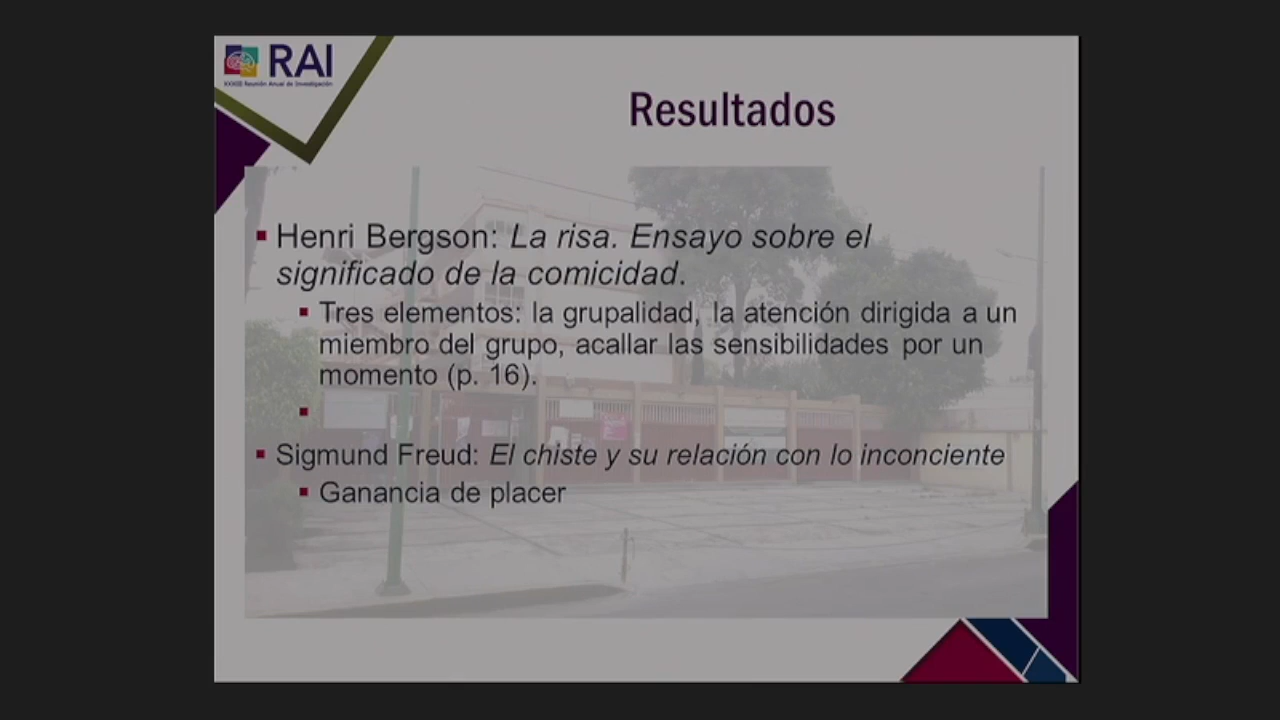 RAI
XXXIII Reunión Anual de Investigación
Resultados
Henri Bergson: La risa. Ensayo sobre el
significado de la comicidad.
Tres elementos: la grupalidad, la atención dirigida a un
miembro del grupo, acallar las sensibilidades por un
momento (p. 16).
Sigmund Freud: El chiste y su relación con lo inconciente
Ganancia de placer